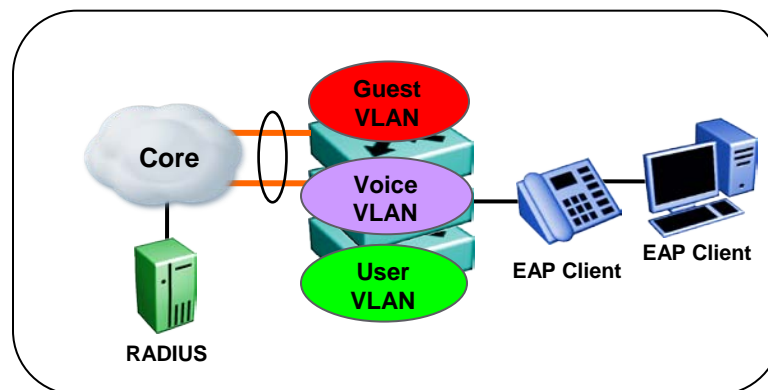 Guest
VLAN
Core
Voice
VLAN
EAP Client
EAP Client
User
VLAN
RADIUS